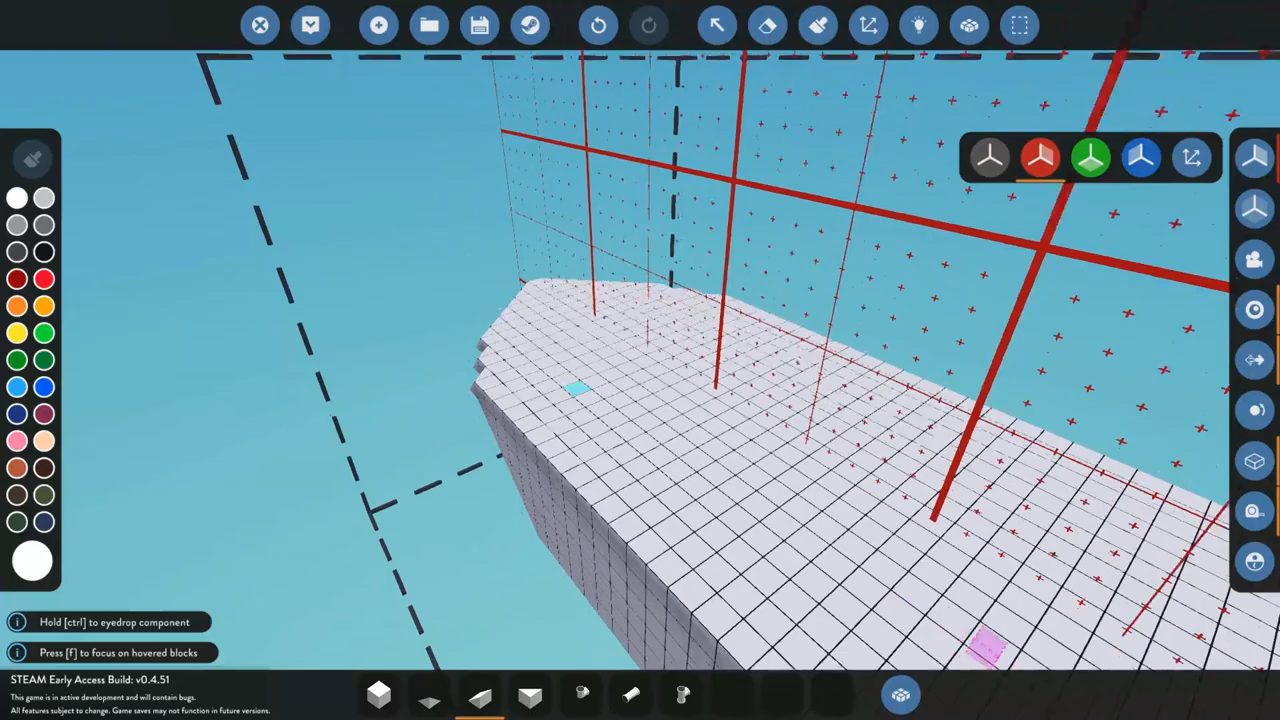 Hold [ctrl] to eyedrop component
Press [f] to focus on hovered blocks
STEAM Early Access Build: v0.4.51
This game is in active development and will contain bugs.
All features subject to change. Game saves may not function in future versions.